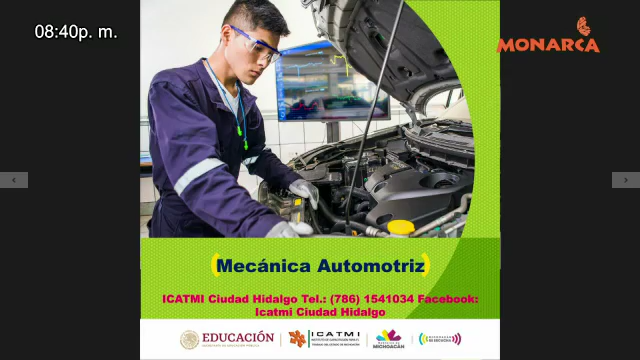 08:40p. m.
MONARCA
(Mecánica Automotriz)
ICATMI Ciudad Hidalgo Tel.: (786) 1541034 Facebook:
Icatmi Ciudad Hidalgo
EDUCACIÓN
ICATMI
MICHOACÁN